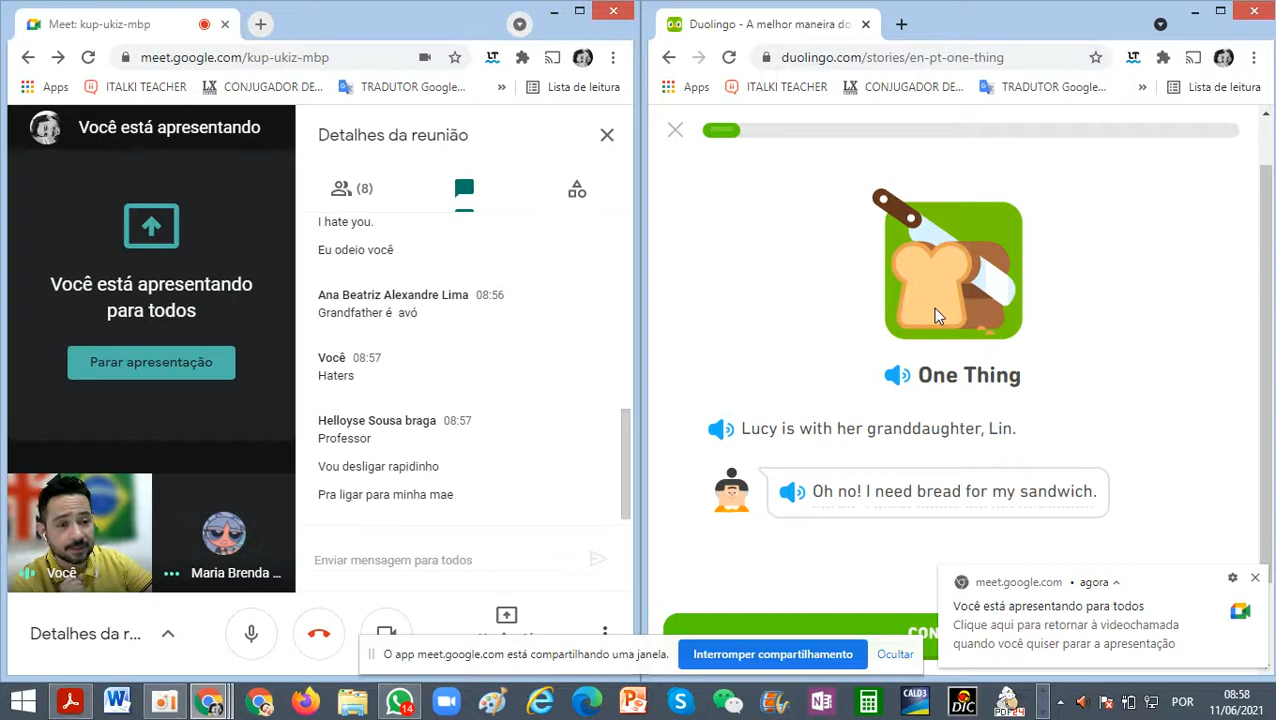 Meet: kup-ukiz-mbp
meet.google.com/kup-ukiz-mbp
Apps ITALKI TEACHER LX CONJUGADOR DE... TRADUTOR Google... » Lista de leitura
Você está apresentando
Detalhes da reunião
(8)
Você está apresentando
para todos
Parar apresentação
I hate you.
Eu odeio você
Ana Beatriz Alexandre Lima 08:56
Grandfather é avó
Você 08:57
Haters
Helloyse Sousa braga 08:57
Professor
Vou desligar rapidinho
Pra ligar para minha mae
Enviar mensagem para todos
Você
Maria Brenda ...
Detalhes da r...
Duolingo - A melhor maneira do
duolingo.com/stories/en-pt-one-thing
Apps ITALKI TEACHER LX CONJUGADOR DE... TRADUTOR Google... » Lista de leitura
One Thing
Lucy is with her granddaughter, Lin.
Oh no! I need bread for my sandwich.
meet.google.com • agora
Você está apresentando para todos
Clique aqui para retornar à videochamada
quando você quiser parar a apresentação
O app meet.google.com está compartilhando uma janela. Interromper compartilhamento Ocultar
14
CALD3
DIC
PDF24
POR
08:58
11/06/2021